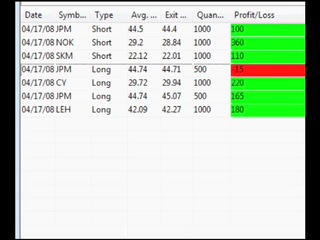 Date Symb... Type Avg. ... Exit ... Quan... Profit/Loss
04/17/08 JPM Short 44.5 44.4 1000 100
04/17/08 NOK Short 29.2 28.84 1000 360
04/17/08 SKM Short 22.12 22.01 1000 110
04/17/08 JPM Long 44.74 44.71 500 -15
04/17/08 CY Long 29.72 29.94 1000 220
04/17/08 JPM Long 44.74 45.07 500 165
04/17/08 LEH Long 42.09 42.27 1000 180